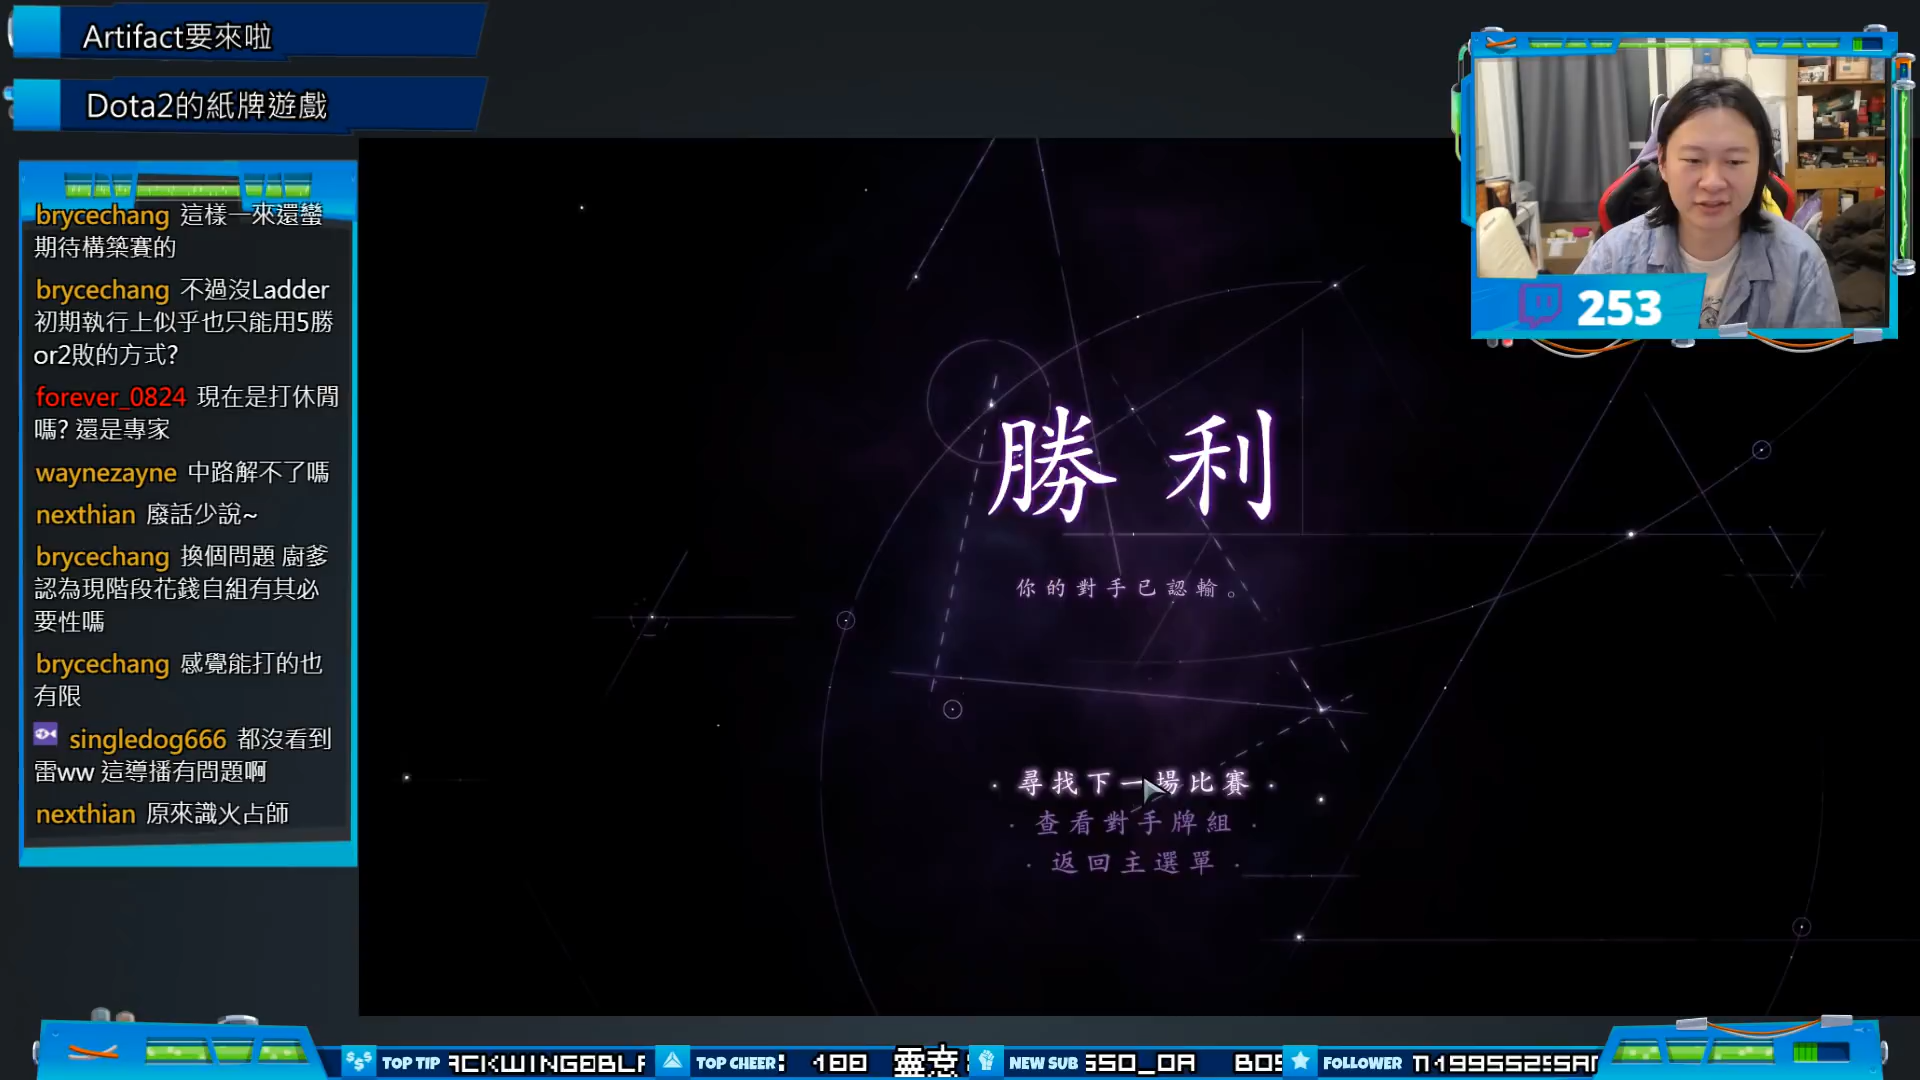 Artifact要來啦
Dota2的紙牌遊戲
brycechang 這樣一來還蠻
期待構築賽的
brycechang 不過沒Ladder
初期執行上似乎也只能用5勝
or2敗的方式?
forever_0824 現在是打休閒
嗎? 還是專家
waynezayne 中路解不了嗎
nexthian 廢話少說~
brycechang 換個問題 廚爹
認為現階段花錢自組有其必
要性嗎
brycechang 感覺能打的也
有限
singledog666 都沒看到
雷ww 這導播有問題啊
nexthian 原來識火占師
253
勝利
你的對手已認輸。
尋找下一場比賽
查看對手牌組
返回主選單
TOP TIP ACKWINGOBLA
TOP CHEER: 100 靈意
NEW SUB SSO_OA BOS
FOLLOWER N1995525SAN